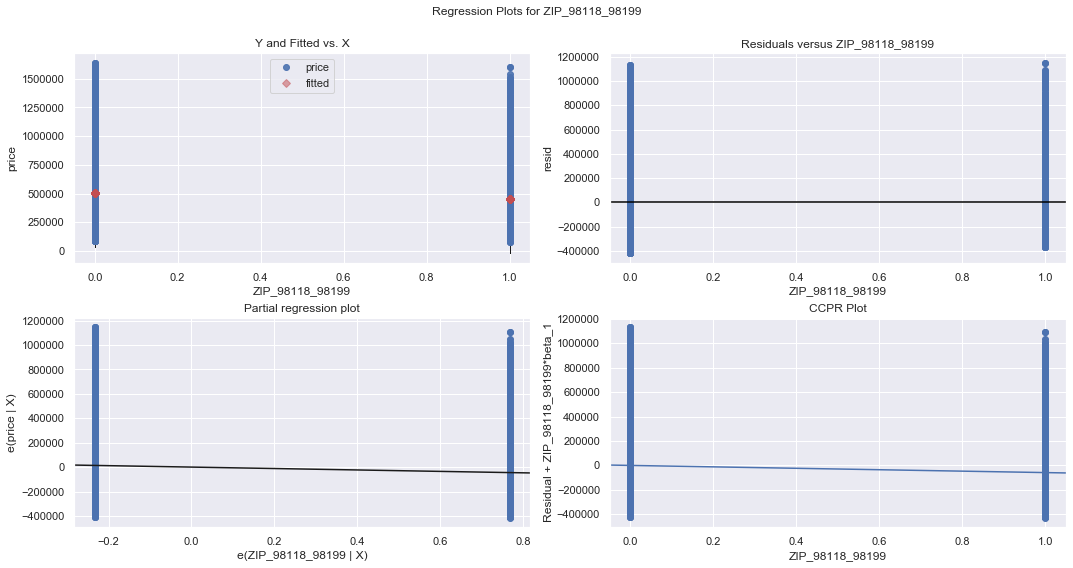 Regression Plots for ZIP_98118_98199
Y and Fitted vs. X
price
fitted
price
1500000
1250000
1000000
750000
500000
250000
0
0.0 0.2 0.4 0.6 0.8 1.0
ZIP_98118_98199
Residuals versus ZIP_98118_98199
resid
1200000
1000000
800000
600000
400000
200000
0
−200000
−400000
0.0 0.2 0.4 0.6 0.8 1.0
ZIP_98118_98199
Partial regression plot
e(price | X)
1200000
1000000
800000
600000
400000
200000
0
−200000
−400000
−0.2 0.0 0.2 0.4 0.6 0.8
e(ZIP_98118_98199 | X)
CCPR Plot
Residual + ZIP_98118_98199*beta_1
1200000
1000000
800000
600000
400000
200000
0
−200000
−400000
0.0 0.2 0.4 0.6 0.8 1.0
ZIP_98118_98199